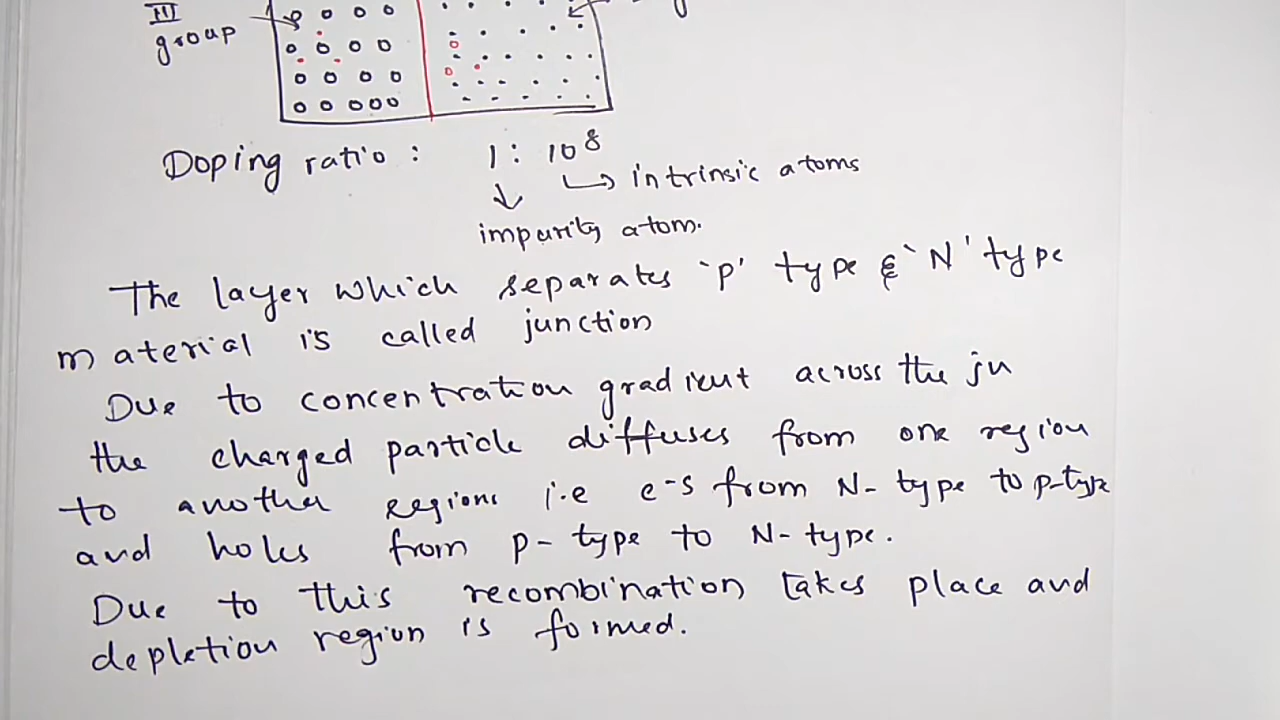 III
group
Doping ratio : 1 : 10⁸
intrinsic atoms
impurity atom.
The layer which separates 'p' type & 'N' type
material is called junction
Due to concentration gradient across the ju
the charged particle diffuses from one region
to another regions i.e e-s from N- type to p-type
and holes from p- type to N- type.
Due to this recombination takes place and
depletion region is formed.